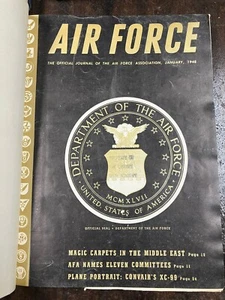 AIR FORCE
THE OFFICIAL JOURNAL OF THE AIR FORCE ASSOCIATION, JANUARY, 1948
DEPARTMENT OF THE AIR FORCE
MCMXLVII
UNITED STATES OF AMERICA
OFFICIAL SEAL • DEPARTMENT OF THE AIR FORCE
MAGIC CARPETS IN THE MIDDLE EAST Page
AFA NAMES ELEVEN COMMITTEES Page 11
PLANE PORTRAIT: CONVAIR'S XC-99 Page